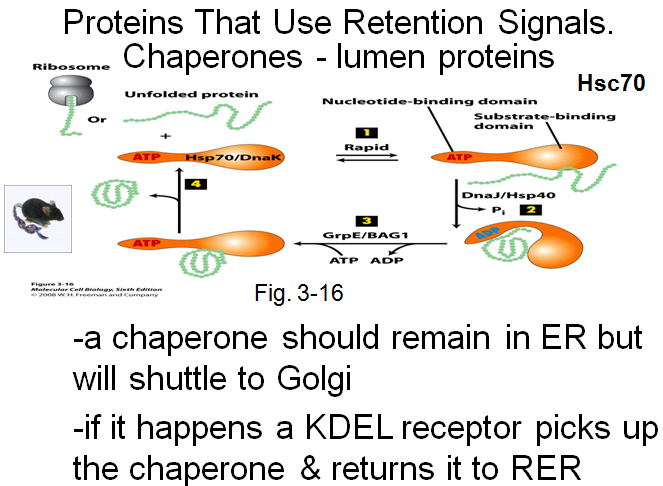 Proteins That Use Retention Signals.
Chaperones - lumen proteins
Ribosome
Hsc70
Unfolded protein
Nucleotide-binding domain
Or
Substrate-binding
domain
+
1
ATP Hsp70/DnaK
Rapid
ATP
4
DnaJ/Hsp40
Pi 2
3
ADP
ATP
GrpE/BAG1
ATP ADP
Figure 3-16
Molecular Cell Biology, Sixth Edition
© 2008 W. H. Freeman and Company
Fig. 3-16
-a chaperone should remain in ER but
will shuttle to Golgi
-if it happens a KDEL receptor picks up
the chaperone & returns it to RER